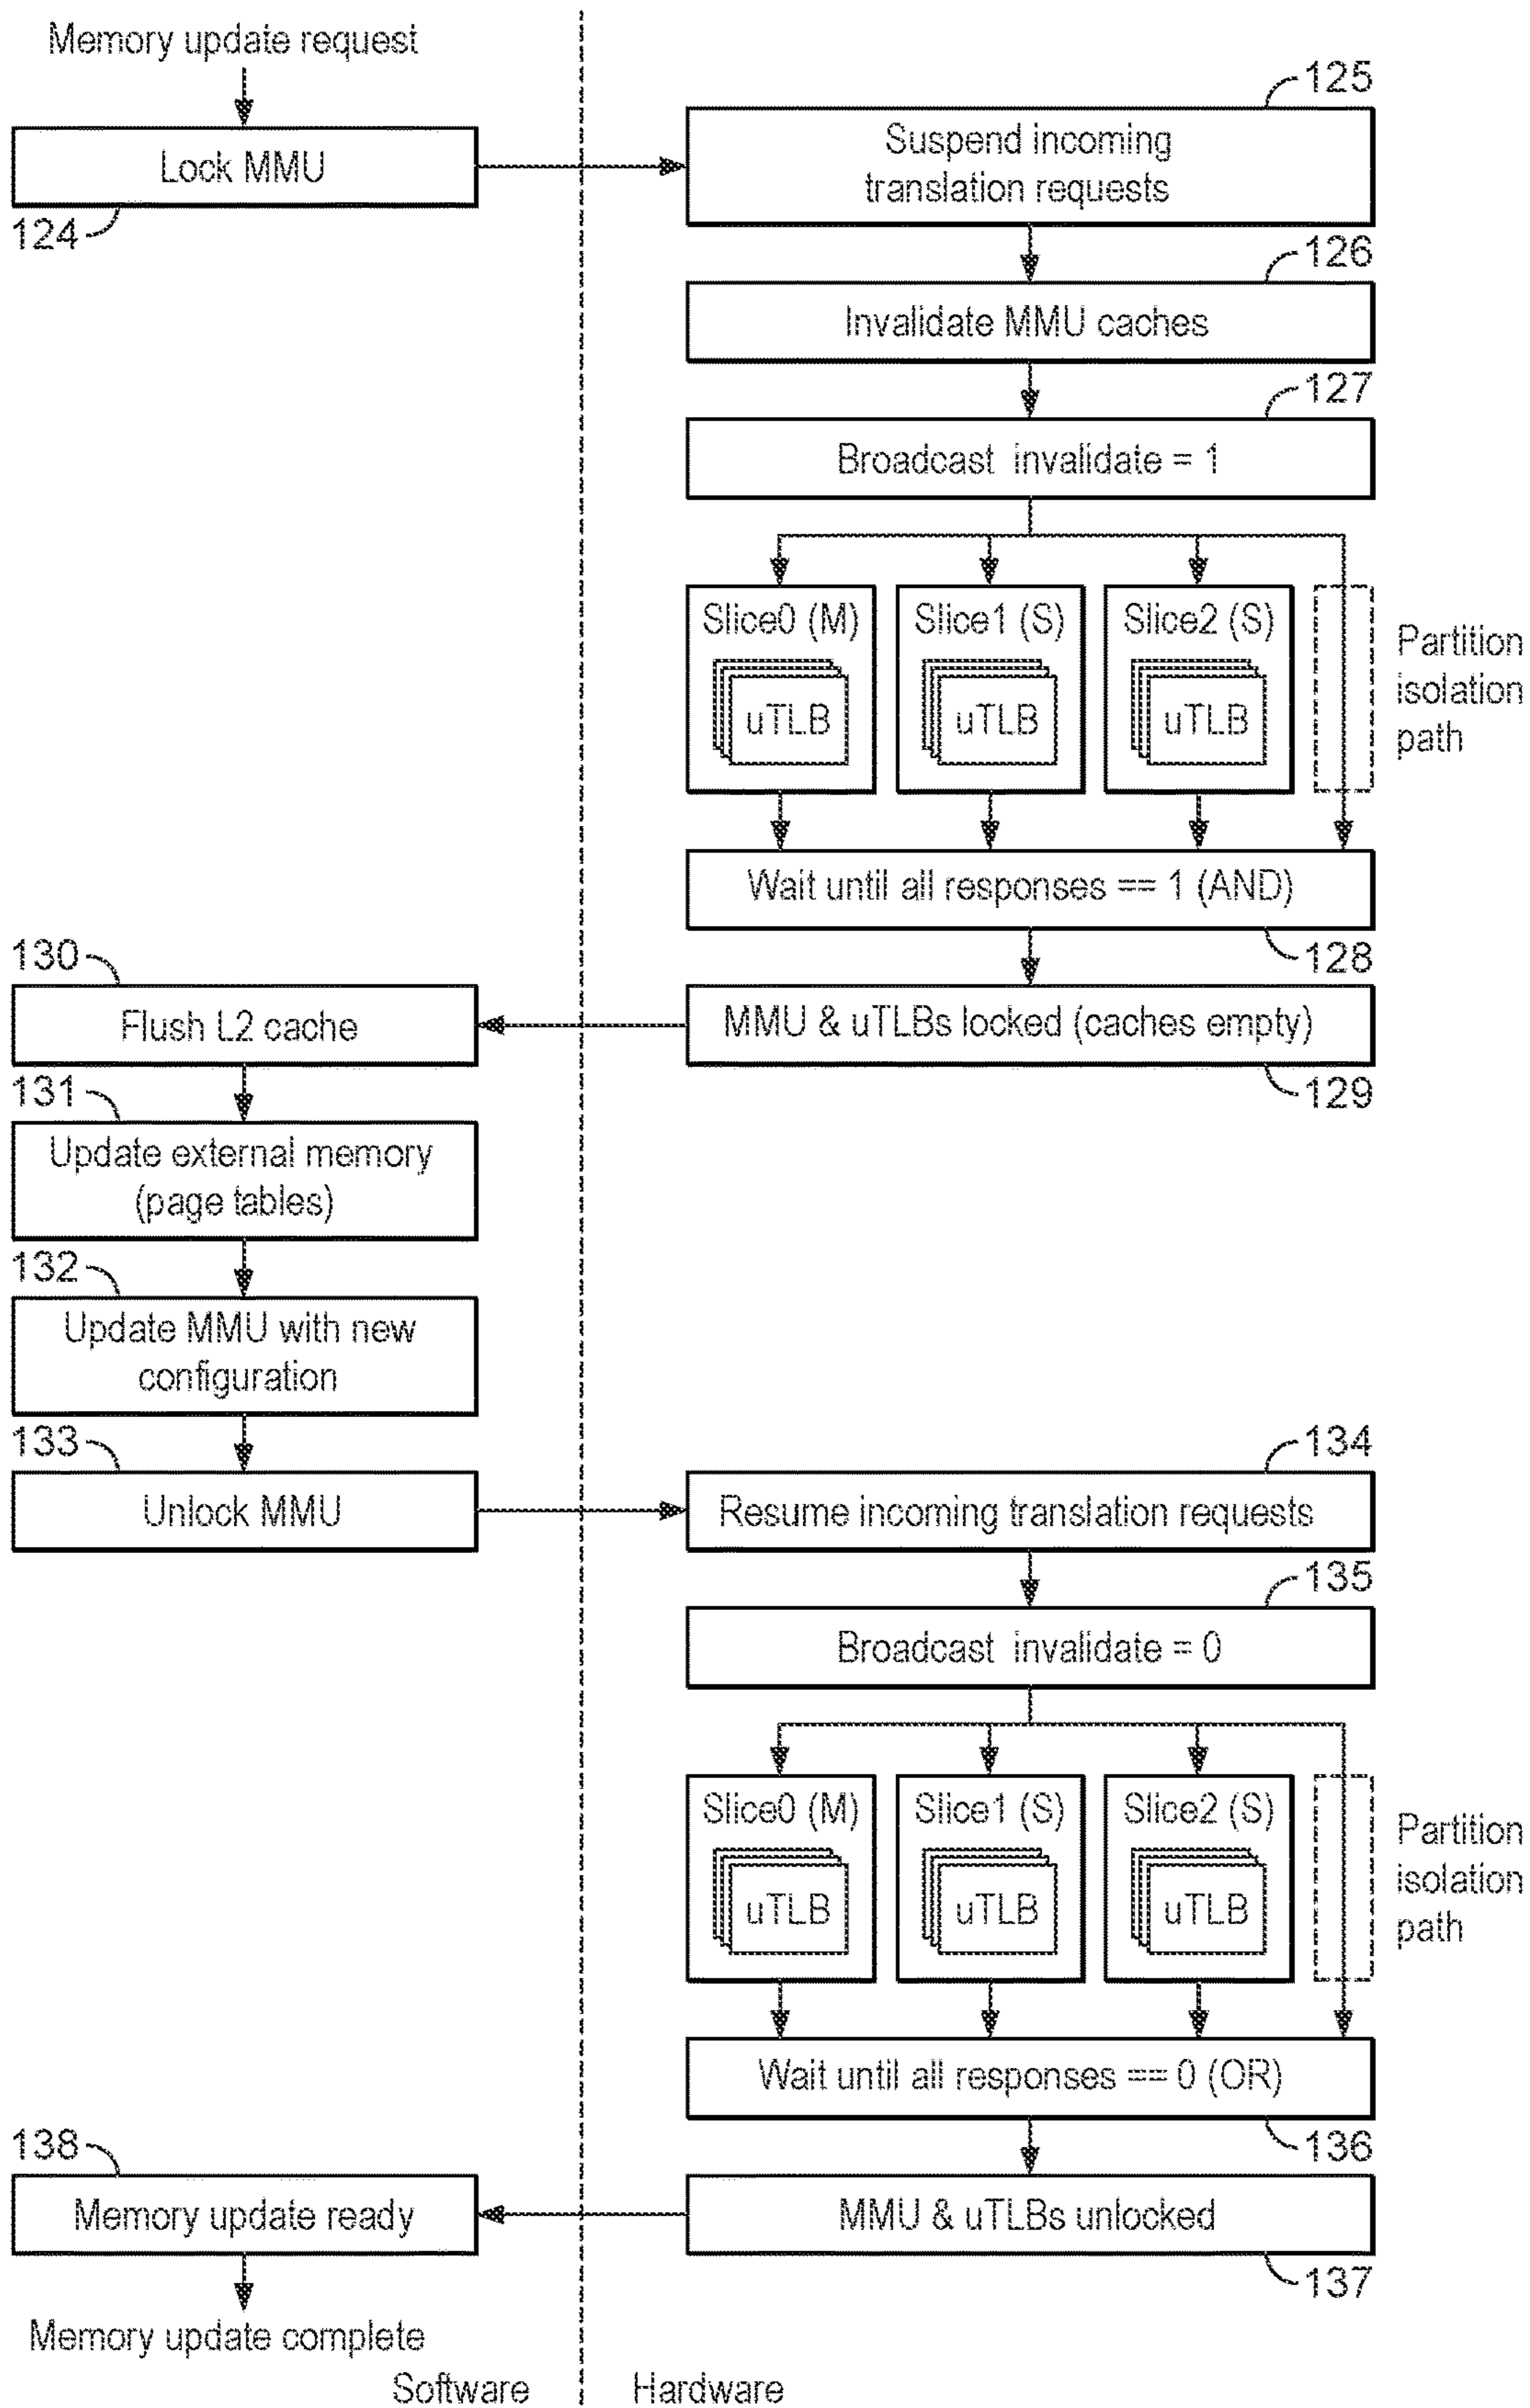 Memory update request
125
Lock MMU
Suspend incoming
translation requests
124
126
Invalidate MMU caches
127
Broadcast invalidate = 1
Slice0 (M)
Slice1 (S)
Slice2 (S)
uTLB
uTLB
uTLB
Partition
isolation
path
Wait until all responses == 1 (AND)
128
130
Flush L2 cache
MMU & uTLBs locked (caches empty)
129
131
Update external memory
(page tables)
132
Update MMU with new
configuration
133
134
Unlock MMU
Resume incoming translation requests
135
Broadcast invalidate = 0
Slice0 (M)
Slice1 (S)
Slice2 (S)
uTLB
uTLB
uTLB
Partition
isolation
path
Wait until all responses == 0 (OR)
136
138
Memory update ready
MMU & uTLBs unlocked
137
Memory update complete
Software
Hardware